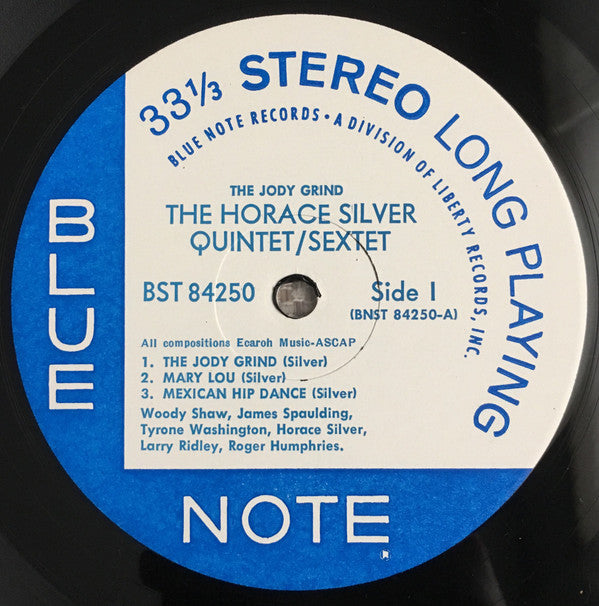 33⅓ STEREO LONG PLAYING
BLUE NOTE RECORDS • A DIVISION OF LIBERTY RECORDS, INC.
THE JODY GRIND
THE HORACE SILVER
QUINTET/SEXTET
BST 84250
Side 1
(BNST 84250-A)
All compositions Ecaroh Music-ASCAP
1. THE JODY GRIND (Silver)
2. MARY LOU (Silver)
3. MEXICAN HIP DANCE (Silver)
Woody Shaw, James Spaulding,
Tyrone Washington, Horace Silver,
Larry Ridley, Roger Humphries.
BLUE
NOTE